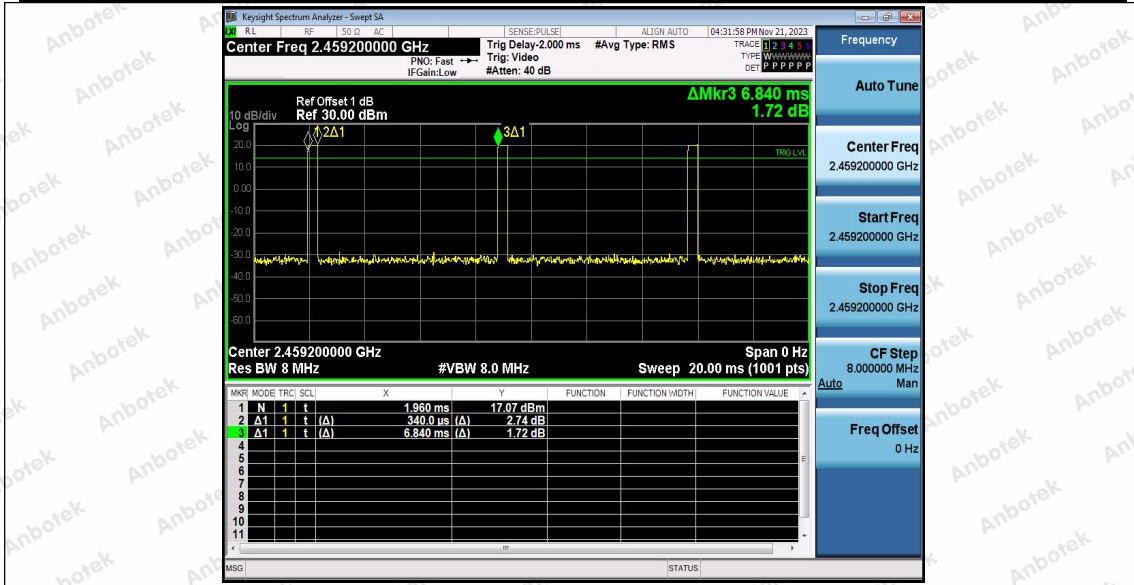 Keysight Spectrum Analyzer - Swept SA
RL RF 50 Ω AC SENSE:PULSE ALIGN AUTO 04:31:58 PM Nov 21, 2023
Center Freq 2.459200000 GHz
PNO: Fast
IFGain:Low
Trig Delay-2.000 ms
Trig: Video
#Atten: 40 dB
#Avg Type: RMS
TRACE 1 2 3 4 5 6
TYPE WWWWWW
DET P P P P P P
Ref Offset 1 dB
Ref 30.00 dBm
10 dB/div
Log
ΔMkr3 6.840 ms
1.72 dB
1 2Δ1
3Δ1
TRIG LVL
20.0
10.0
0.00
-10.0
-20.0
-30.0
-40.0
-50.0
-60.0
Center 2.459200000 GHz Span 0 Hz
Res BW 8 MHz #VBW 8.0 MHz Sweep 20.00 ms (1001 pts)
MKR MODE TRC SCL X Y FUNCTION FUNCTION WIDTH FUNCTION VALUE
1 N 1 t 1.960 ms 17.07 dBm
2 Δ1 1 t (Δ) 340.0 µs (Δ) 2.74 dB
3 Δ1 1 t (Δ) 6.840 ms (Δ) 1.72 dB
4
5
6
7
8
9
10
11
MSG STATUS
Frequency
Auto Tune
Center Freq
2.459200000 GHz
Start Freq
2.459200000 GHz
Stop Freq
2.459200000 GHz
CF Step
8.000000 MHz
Auto Man
Freq Offset
0 Hz
Anbotek